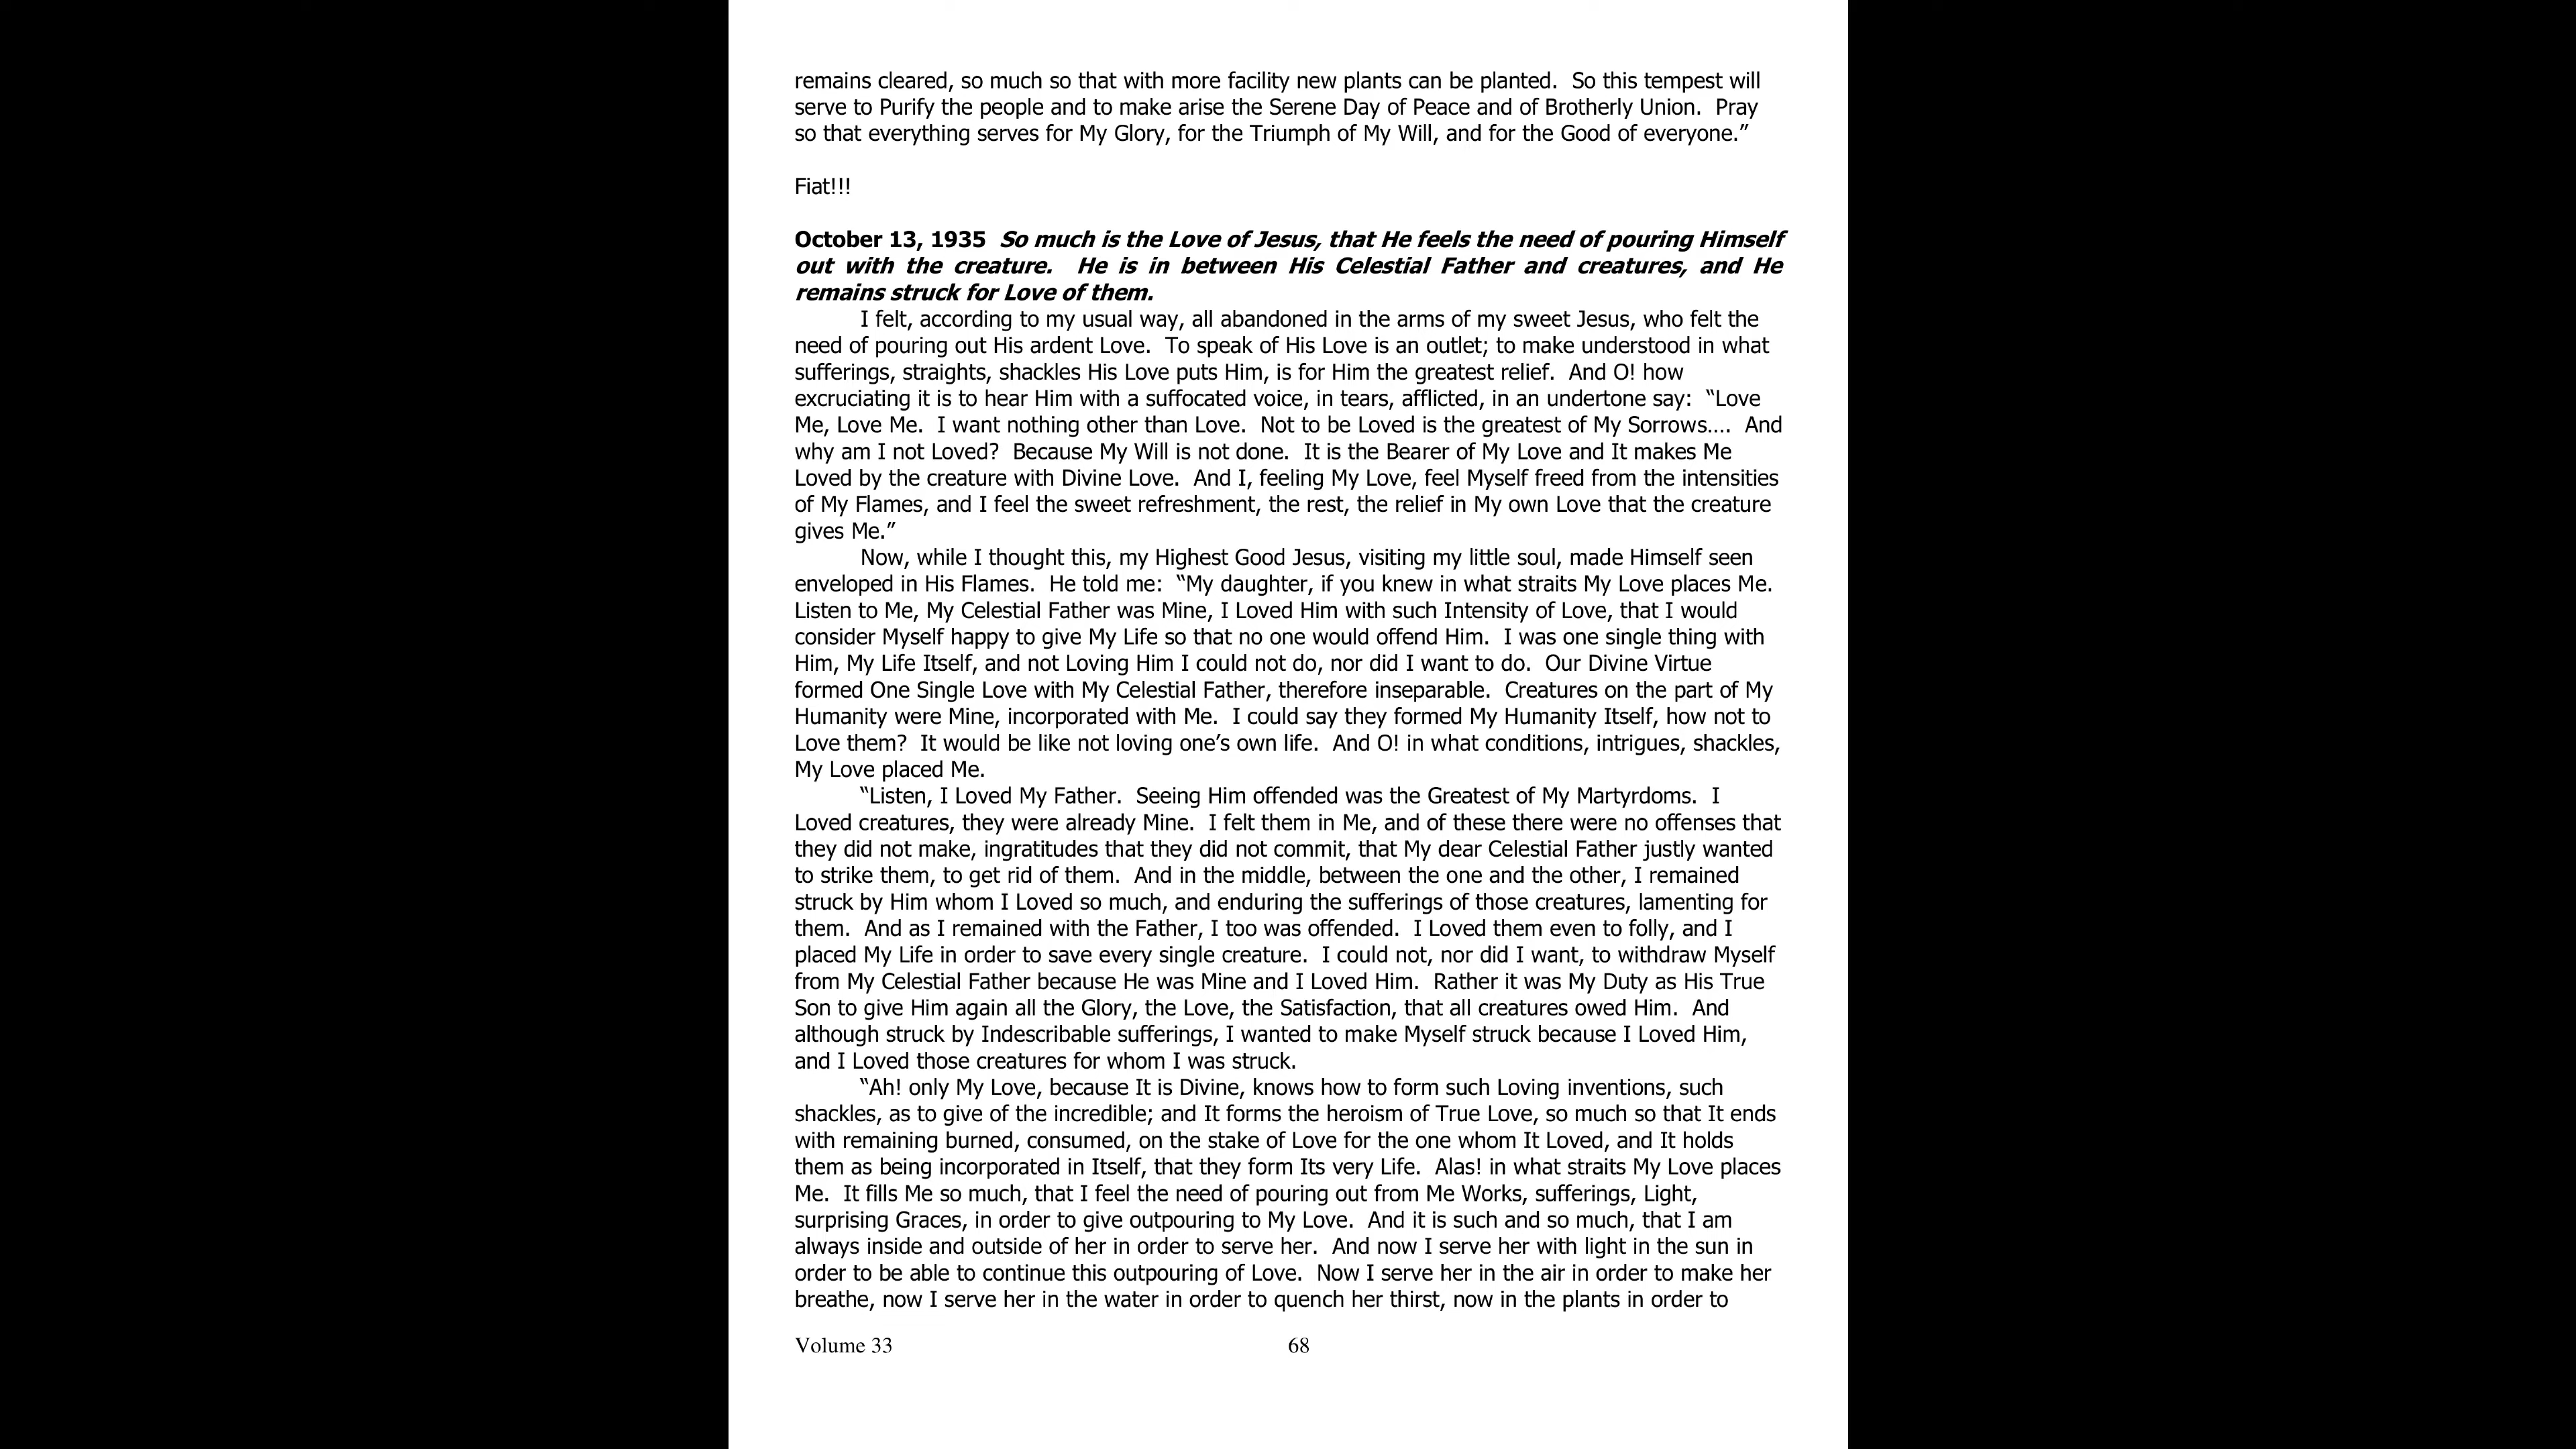 remains cleared, so much so that with more facility new plants can be planted.  So this tempest will
serve to Purify the people and to make arise the Serene Day of Peace and of Brotherly Union.  Pray
so that everything serves for My Glory, for the Triumph of My Will, and for the Good of everyone.”
Fiat!!!
October 13, 1935  So much is the Love of Jesus, that He feels the need of pouring Himself
out with the creature.  He is in between His Celestial Father and creatures, and He
remains struck for Love of them.
I felt, according to my usual way, all abandoned in the arms of my sweet Jesus, who felt the
need of pouring out His ardent Love.  To speak of His Love is an outlet; to make understood in what
sufferings, straights, shackles His Love puts Him, is for Him the greatest relief.  And O! how
excruciating it is to hear Him with a suffocated voice, in tears, afflicted, in an undertone say:  “Love
Me, Love Me.  I want nothing other than Love.  Not to be Loved is the greatest of My Sorrows….  And
why am I not Loved?  Because My Will is not done.  It is the Bearer of My Love and It makes Me
Loved by the creature with Divine Love.  And I, feeling My Love, feel Myself freed from the intensities
of My Flames, and I feel the sweet refreshment, the rest, the relief in My own Love that the creature
gives Me.”
Now, while I thought this, my Highest Good Jesus, visiting my little soul, made Himself seen
enveloped in His Flames.  He told me:  “My daughter, if you knew in what straits My Love places Me.
Listen to Me, My Celestial Father was Mine, I Loved Him with such Intensity of Love, that I would
consider Myself happy to give My Life so that no one would offend Him.  I was one single thing with
Him, My Life Itself, and not Loving Him I could not do, nor did I want to do.  Our Divine Virtue
formed One Single Love with My Celestial Father, therefore inseparable.  Creatures on the part of My
Humanity were Mine, incorporated with Me.  I could say they formed My Humanity Itself, how not to
Love them?  It would be like not loving one’s own life.  And O! in what conditions, intrigues, shackles,
My Love placed Me.
“Listen, I Loved My Father.  Seeing Him offended was the Greatest of My Martyrdoms.  I
Loved creatures, they were already Mine.  I felt them in Me, and of these there were no offenses that
they did not make, ingratitudes that they did not commit, that My dear Celestial Father justly wanted
to strike them, to get rid of them.  And in the middle, between the one and the other, I remained
struck by Him whom I Loved so much, and enduring the sufferings of those creatures, lamenting for
them.  And as I remained with the Father, I too was offended.  I Loved them even to folly, and I
placed My Life in order to save every single creature.  I could not, nor did I want, to withdraw Myself
from My Celestial Father because He was Mine and I Loved Him.  Rather it was My Duty as His True
Son to give Him again all the Glory, the Love, the Satisfaction, that all creatures owed Him.  And
although struck by Indescribable sufferings, I wanted to make Myself struck because I Loved Him,
and I Loved those creatures for whom I was struck.
“Ah! only My Love, because It is Divine, knows how to form such Loving inventions, such
shackles, as to give of the incredible; and It forms the heroism of True Love, so much so that It ends
with remaining burned, consumed, on the stake of Love for the one whom It Loved, and It holds
them as being incorporated in Itself, that they form Its very Life.  Alas! in what straits My Love places
Me.  It fills Me so much, that I feel the need of pouring out from Me Works, sufferings, Light,
surprising Graces, in order to give outpouring to My Love.  And it is such and so much, that I am
always inside and outside of her in order to serve her.  And now I serve her with light in the sun in
order to be able to continue this outpouring of Love.  Now I serve her in the air in order to make her
breathe, now I serve her in the water in order to quench her thirst, now in the plants in order to
Volume 33 68